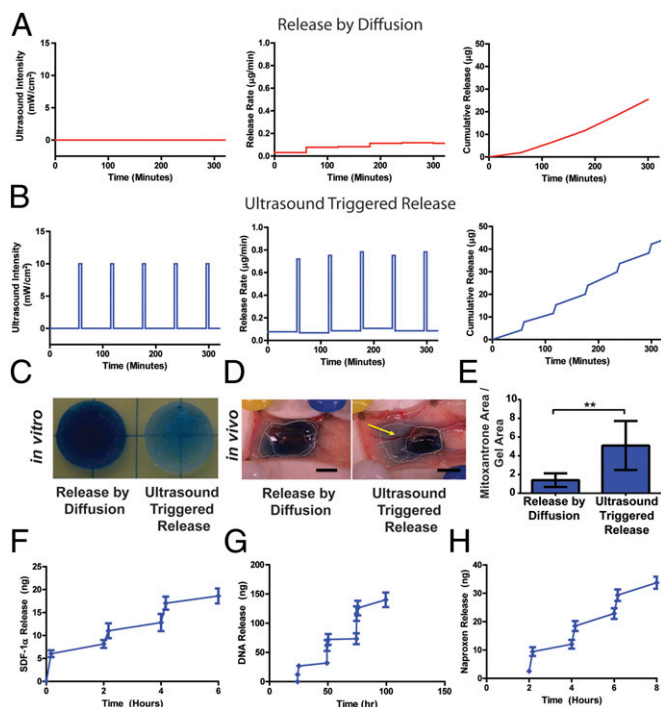 A
Release by Diffusion
Ultrasound Intensity
(mW/cm²)
15
10
5
0
-5
0 100 200 300
Time (Minutes)
Release Rate (µg/min)
1.0
0.8
0.6
0.4
0.2
0.0
0 100 200 300
Time (Minutes)
Cumulative Release (µg)
50
40
30
20
10
0
0 100 200 300
Time (Minutes)
B
Ultrasound Triggered Release
Ultrasound Intensity
(mW/cm²)
15
10
5
0
-5
0 100 200 300
Time (Minutes)
Release Rate (µg/min)
1.0
0.8
0.6
0.4
0.2
0.0
0 100 200 300
Time (Minutes)
Cumulative Release (µg)
50
40
30
20
10
0
0 100 200 300
Time (Minutes)
C
in vitro
Release by
Diffusion
Ultrasound
Triggered
Release
D
in vivo
Release by
Diffusion
Ultrasound
Triggered
Release
E
Mitoxantrone Area /
Gel Area
10
8
6
4
2
0
**
Release by
Diffusion
Ultrasound
Triggered
Release
F
SDF-1α Release (ng)
25
20
15
10
5
0
0 2 4 6
Time (Hours)
G
DNA Release (ng)
200
150
100
50
0
0 50 100 150
Time (hr)
H
Naproxen Release (ng)
40
30
20
10
0
0 2 4 6 8
Time (Hours)